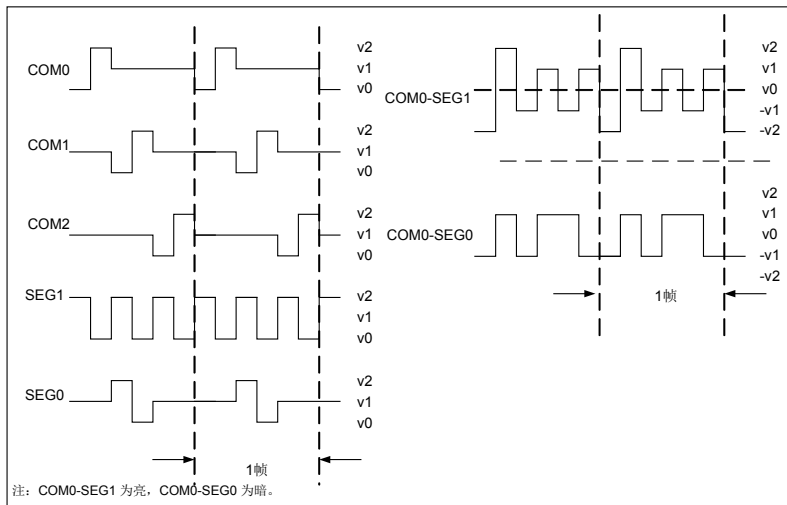 COM0
v2
v1
v0
COM1
v2
v1
v0
COM2
v2
v1
v0
SEG1
v2
v1
v0
SEG0
v2
v1
v0
1帧
注：COM0-SEG1 为亮，COM0-SEG0 为暗。
COM0-SEG1
v2
v1
v0
-v1
-v2
COM0-SEG0
v2
v1
v0
-v1
-v2
1帧